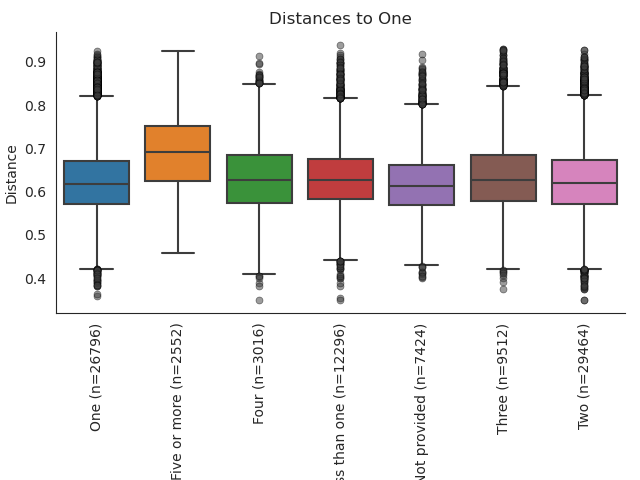 Distances to One
Distance
0.9
0.8
0.7
0.6
0.5
0.4
One (n=26796)
Five or more (n=2552)
Four (n=3016)
ss than one (n=12296)
Not provided (n=7424)
Three (n=9512)
Two (n=29464)